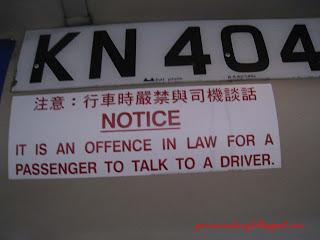 KN 404
注意：行車時嚴禁與司機談話
NOTICE
IT IS AN OFFENCE IN LAW FOR A
PASSENGER TO TALK TO A DRIVER.